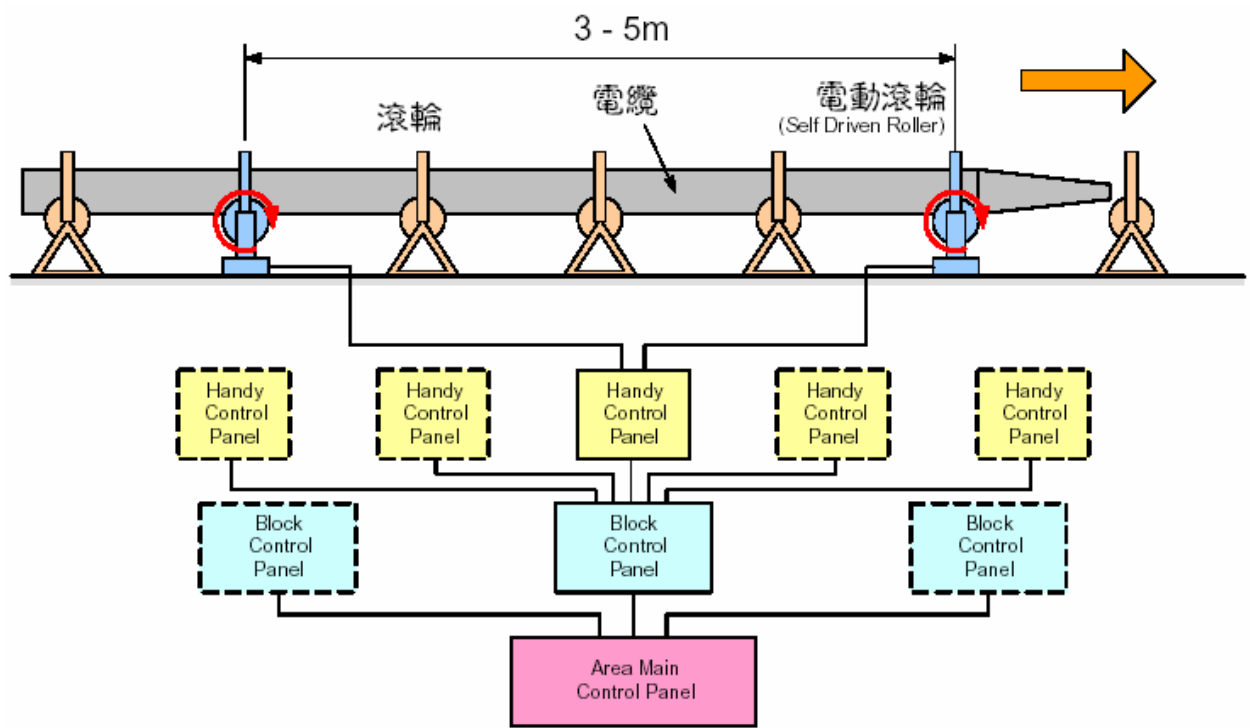 3 - 5m
滾輪
電纜
電動滾輪
(Self Driven Roller)
Handy
Control
Panel
Handy
Control
Panel
Handy
Control
Panel
Handy
Control
Panel
Handy
Control
Panel
Block
Control
Panel
Block
Control
Panel
Block
Control
Panel
Area Main
Control Panel